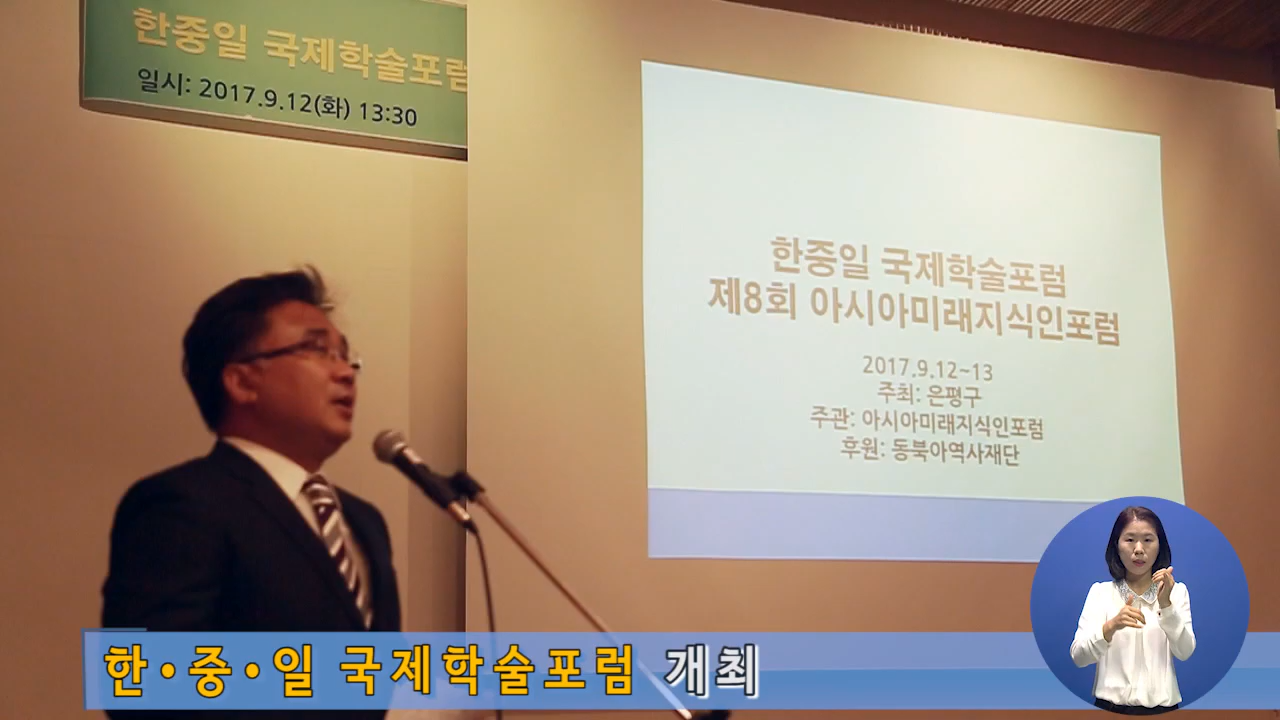 한중일 국제학술포럼
일시: 2017.9.12(화) 13:30
한중일 국제학술포럼
제8회 아시아미래지식인포럼
2017.9.12~13
주최: 은평구
주관: 아시아미래지식인포럼
후원: 동북아역사재단
한·중·일 국제학술포럼 개최